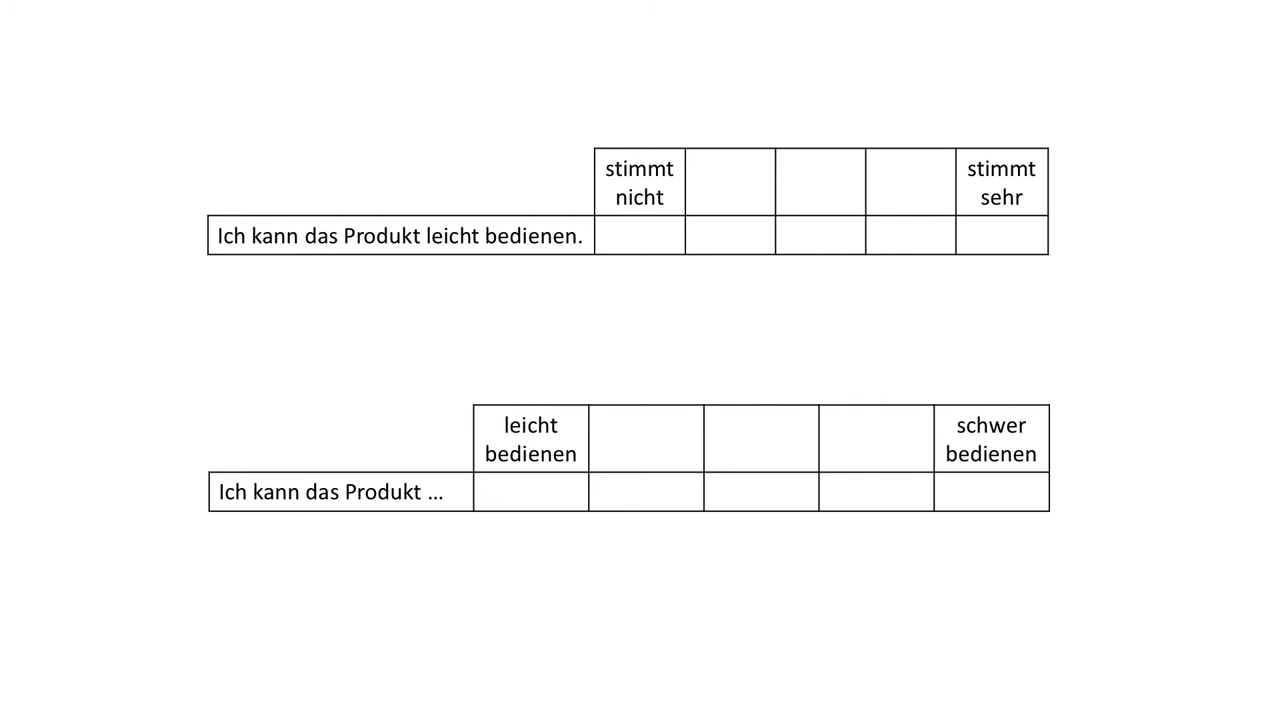 stimmt
nicht
stimmt
sehr
Ich kann das Produkt leicht bedienen.
leicht
bedienen
schwer
bedienen
Ich kann das Produkt ...